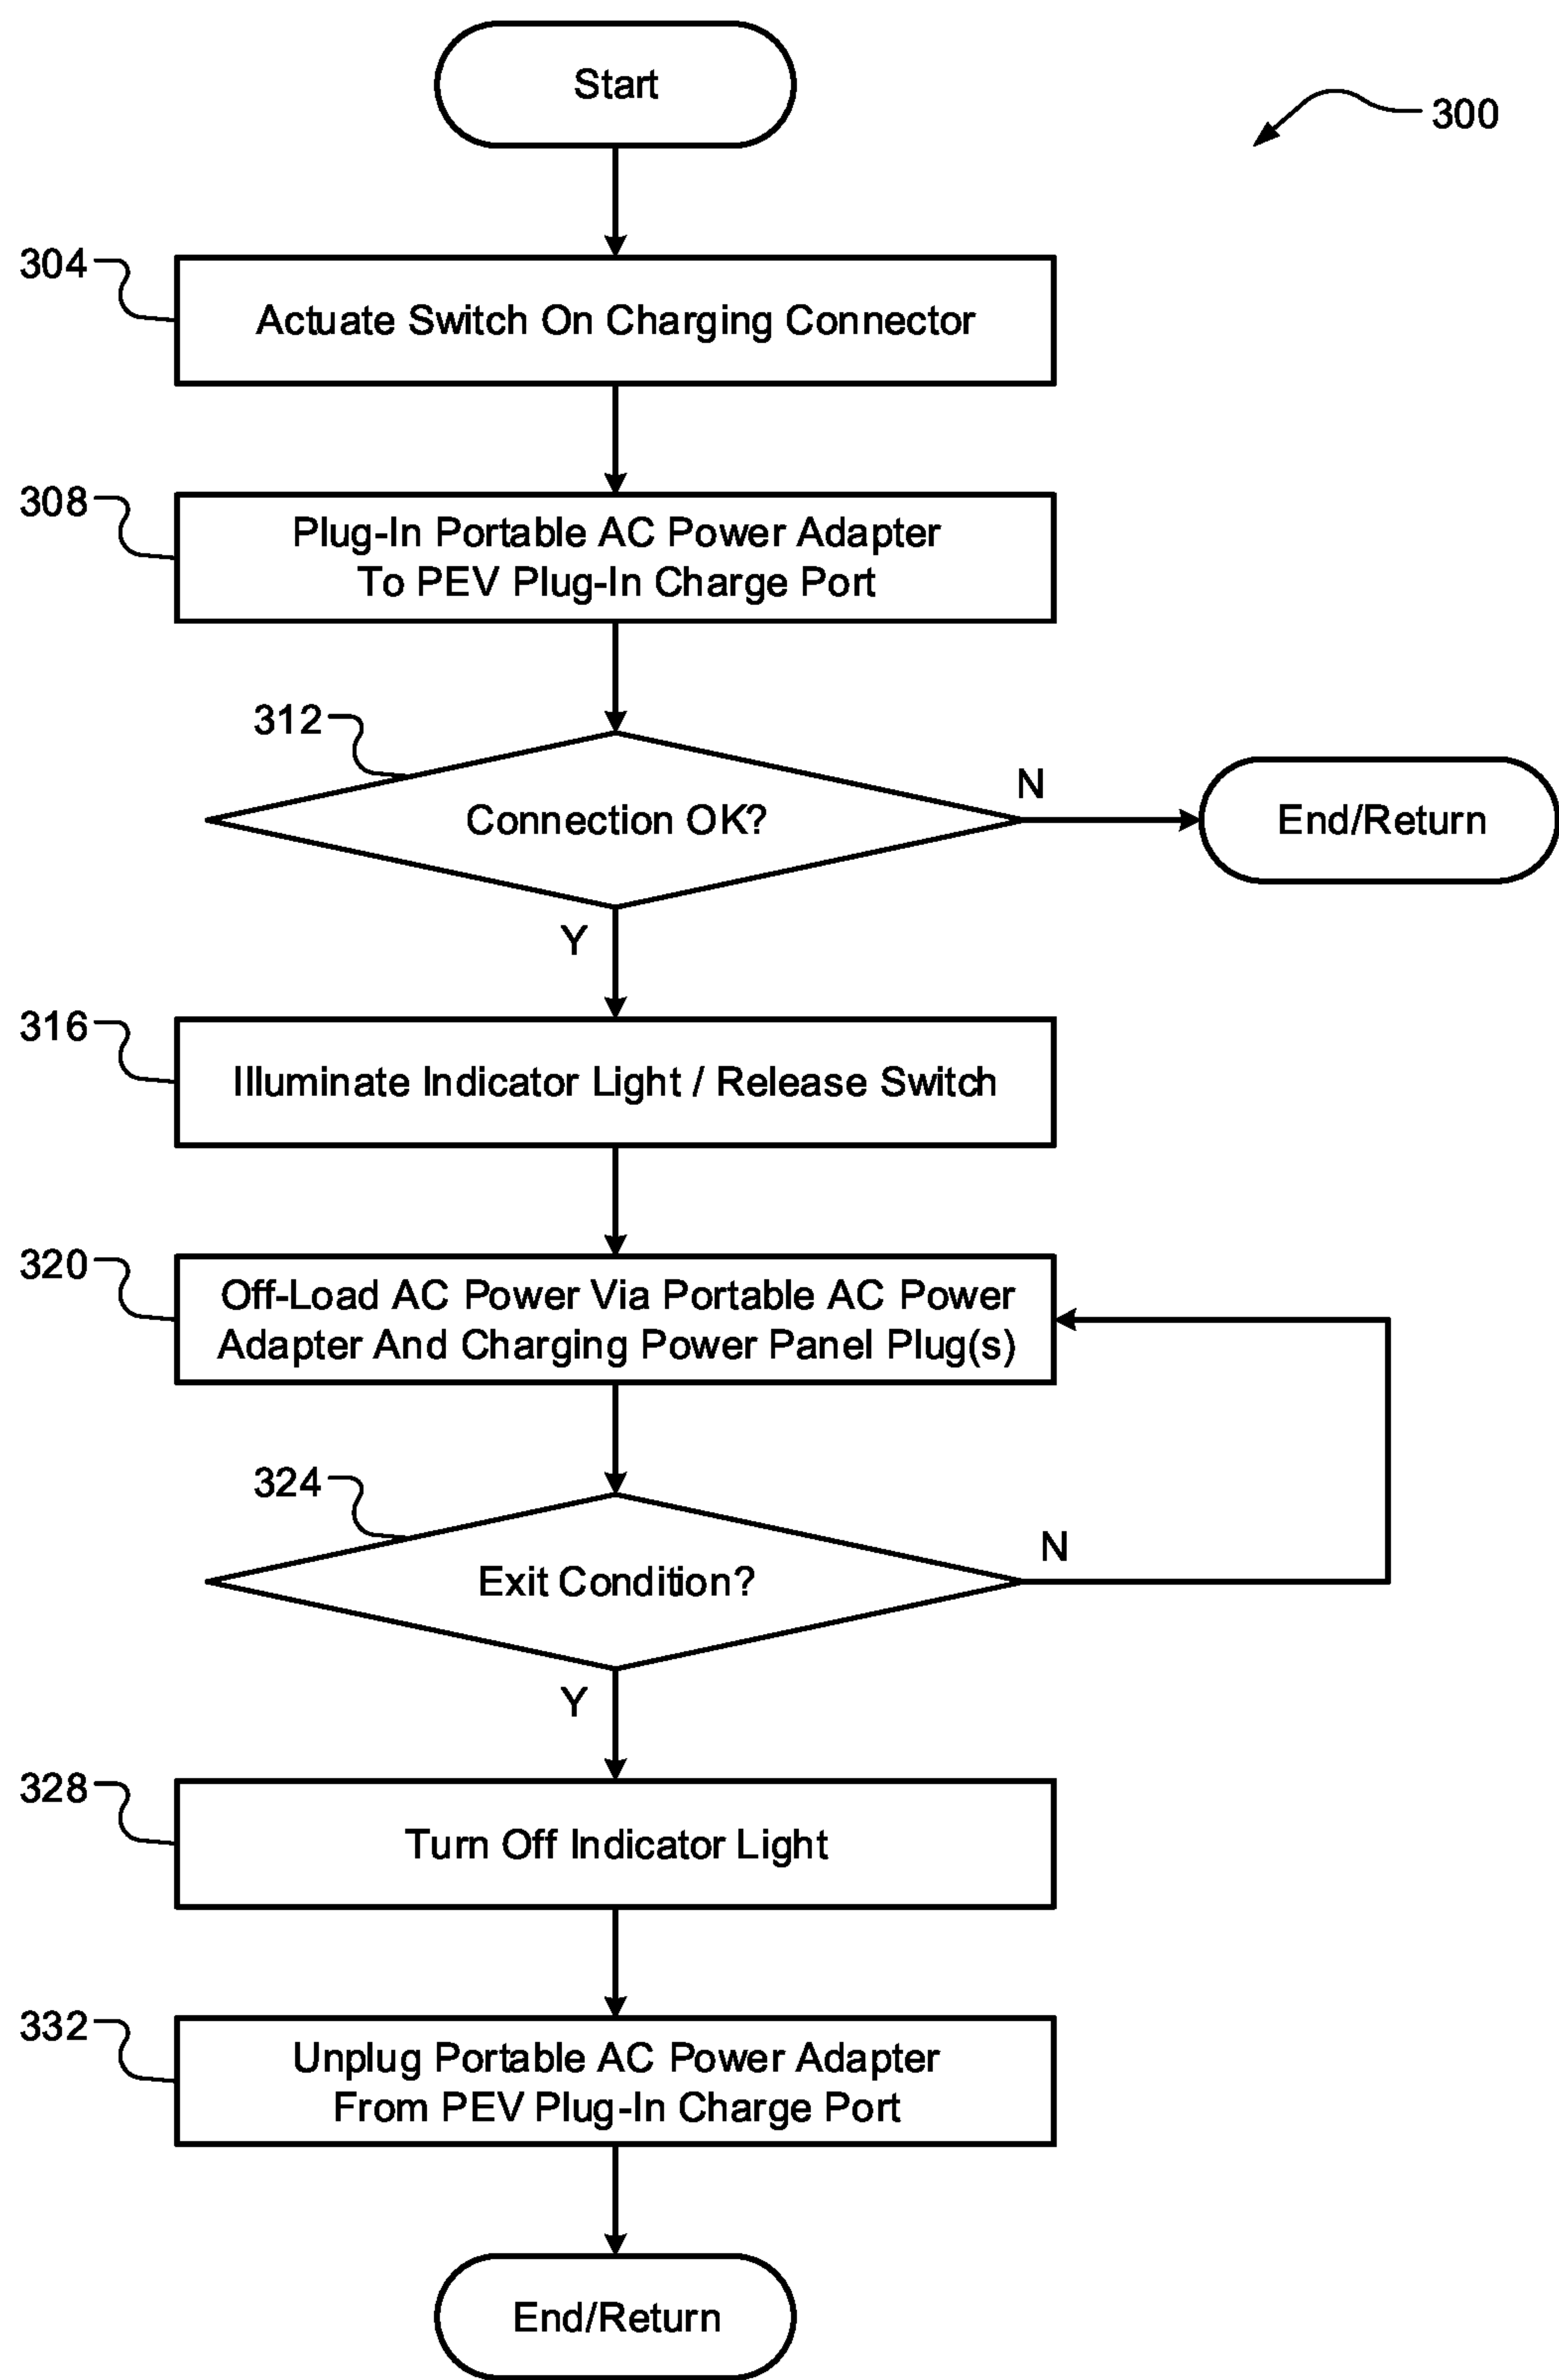 Start
300
304
Actuate Switch On Charging Connector
308
Plug-In Portable AC Power Adapter
To PEV Plug-In Charge Port
312
Connection OK?
N
End/Return
Y
316
Illuminate Indicator Light / Release Switch
320
Off-Load AC Power Via Portable AC Power
Adapter And Charging Power Panel Plug(s)
324
Exit Condition?
N
Y
328
Turn Off Indicator Light
332
Unplug Portable AC Power Adapter
From PEV Plug-In Charge Port
End/Return